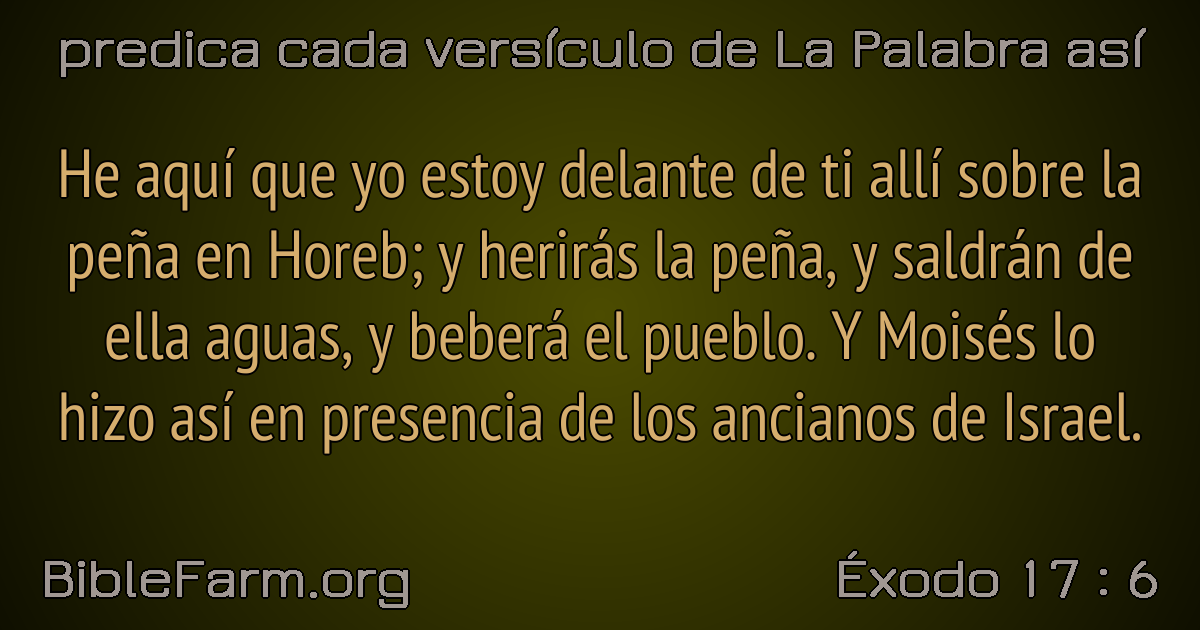 predica cada versículo de La Palabra así
He aquí que yo estoy delante de ti allí sobre la
peña en Horeb; y herirás la peña, y saldrán de
ella aguas, y beberá el pueblo. Y Moisés lo
hizo así en presencia de los ancianos de Israel.
BibleFarm.org
Éxodo 17 : 6